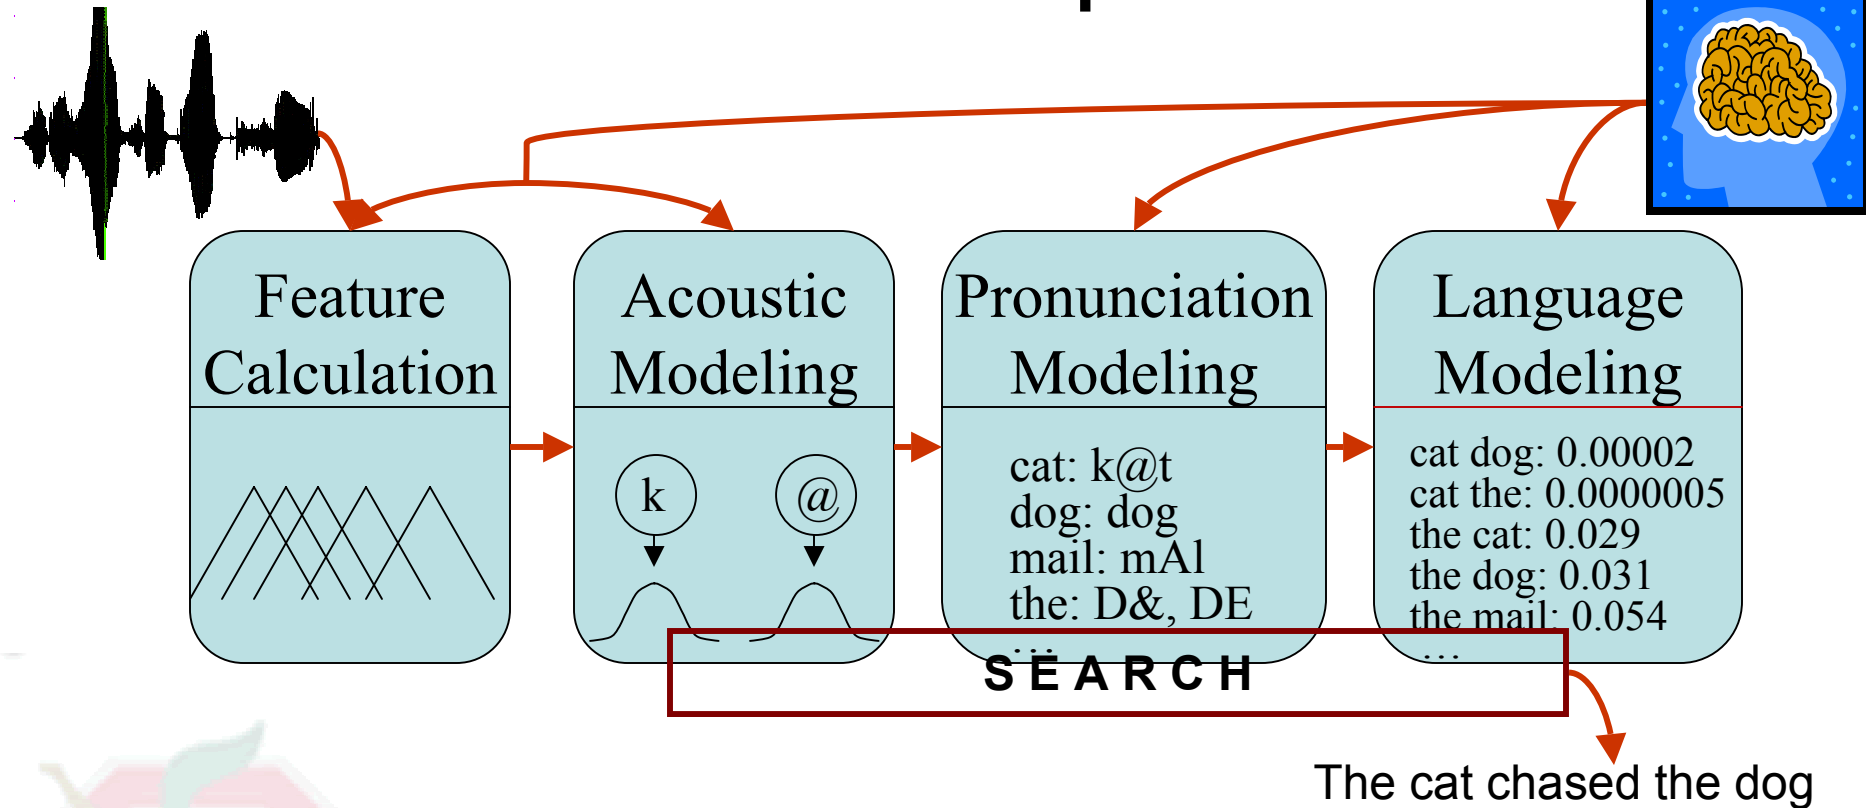 Feature
Calculation
Acoustic
Modeling
k
@
Pronunciation
Modeling
cat: k@t
dog: dog
mail: mAl
the: D&, DE
…
Language
Modeling
cat dog: 0.00002
cat the: 0.0000005
the cat: 0.029
the dog: 0.031
the mail: 0.054
…
S E A R C H
The cat chased the dog